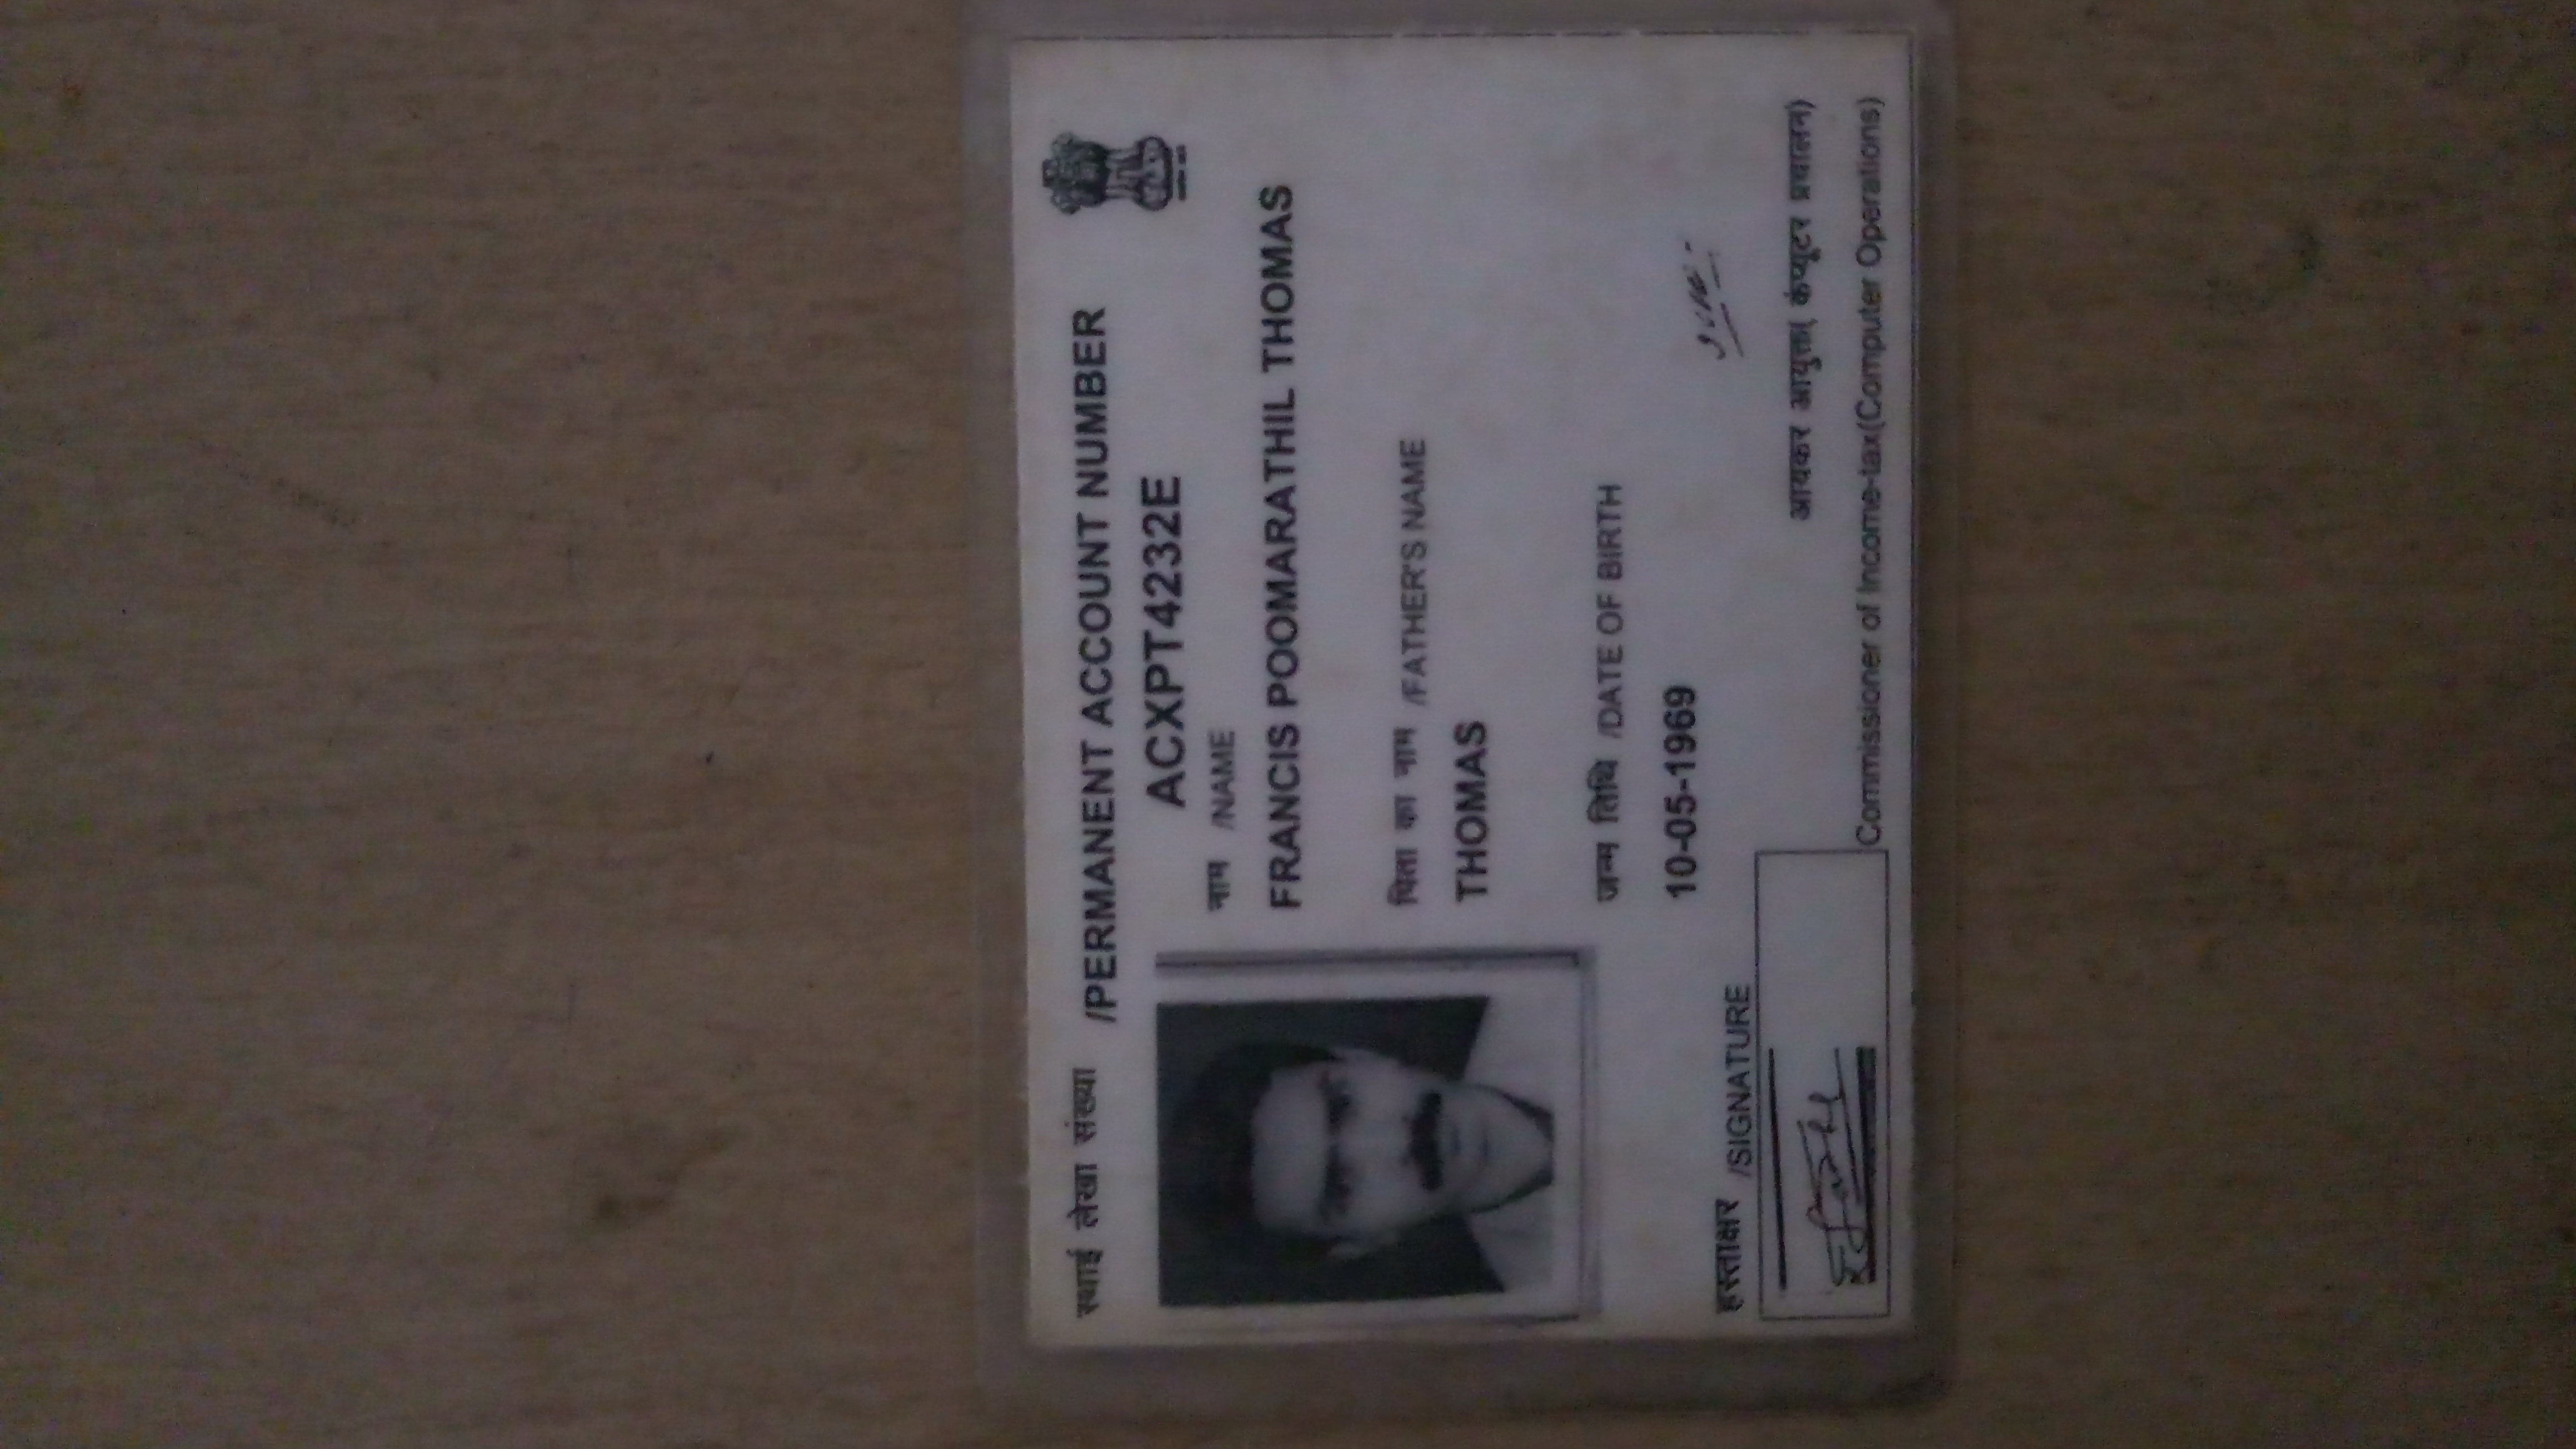 स्थाई लेखा संख्या /PERMANENT ACCOUNT NUMBER
ACXPT4232E
नाम /NAME
FRANCIS POOMARATHIL THOMAS
पिता का नाम /FATHER'S NAME
THOMAS
जन्म तिथि /DATE OF BIRTH
10-05-1969
हस्ताक्षर /SIGNATURE
आयकर आयुक्त( कंप्यूटर प्रचालन)
Commissioner of Income-tax(Computer Operations)